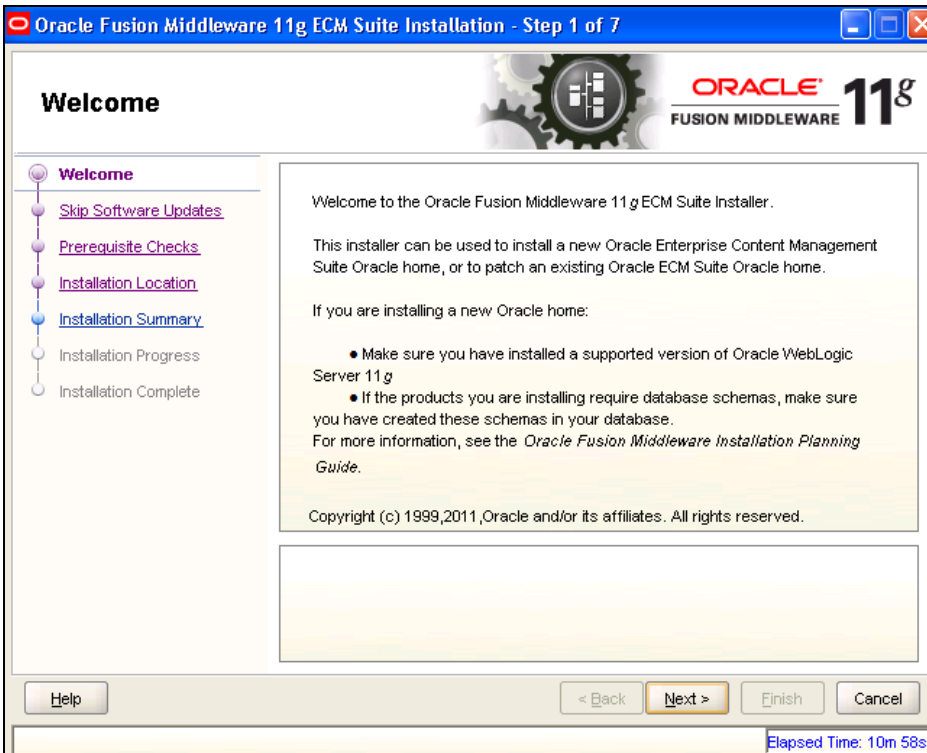 Oracle Fusion Middleware 11g ECM Suite Installation - Step 1 of 7
Welcome
ORACLE
FUSION MIDDLEWARE 11g
Welcome
Skip Software Updates
Prerequisite Checks
Installation Location
Installation Summary
Installation Progress
Installation Complete
Welcome to the Oracle Fusion Middleware 11g ECM Suite Installer.
This installer can be used to install a new Oracle Enterprise Content Management
Suite Oracle home, or to patch an existing Oracle ECM Suite Oracle home.
If you are installing a new Oracle home:
● Make sure you have installed a supported version of Oracle WebLogic
Server 11g
● If the products you are installing require database schemas, make sure
you have created these schemas in your database.
For more information, see the Oracle Fusion Middleware Installation Planning
Guide.
Copyright (c) 1999,2011,Oracle and/or its affiliates. All rights reserved.
Help
< Back
Next >
Finish
Cancel
Elapsed Time: 10m 58s